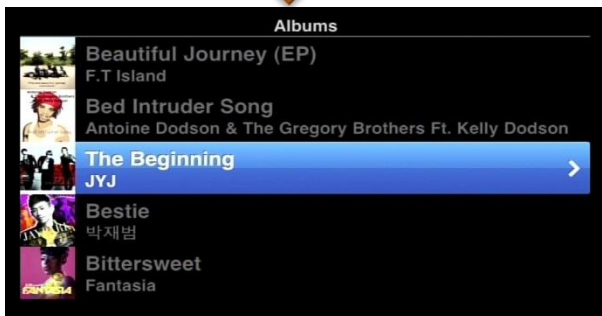 Albums
Beautiful Journey (EP)
F.T Island
Bed Intruder Song
Antoine Dodson & The Gregory Brothers Ft. Kelly Dodson
The Beginning
JYJ
Bestie
박재범
Bittersweet
Fantasia
FANTASIA